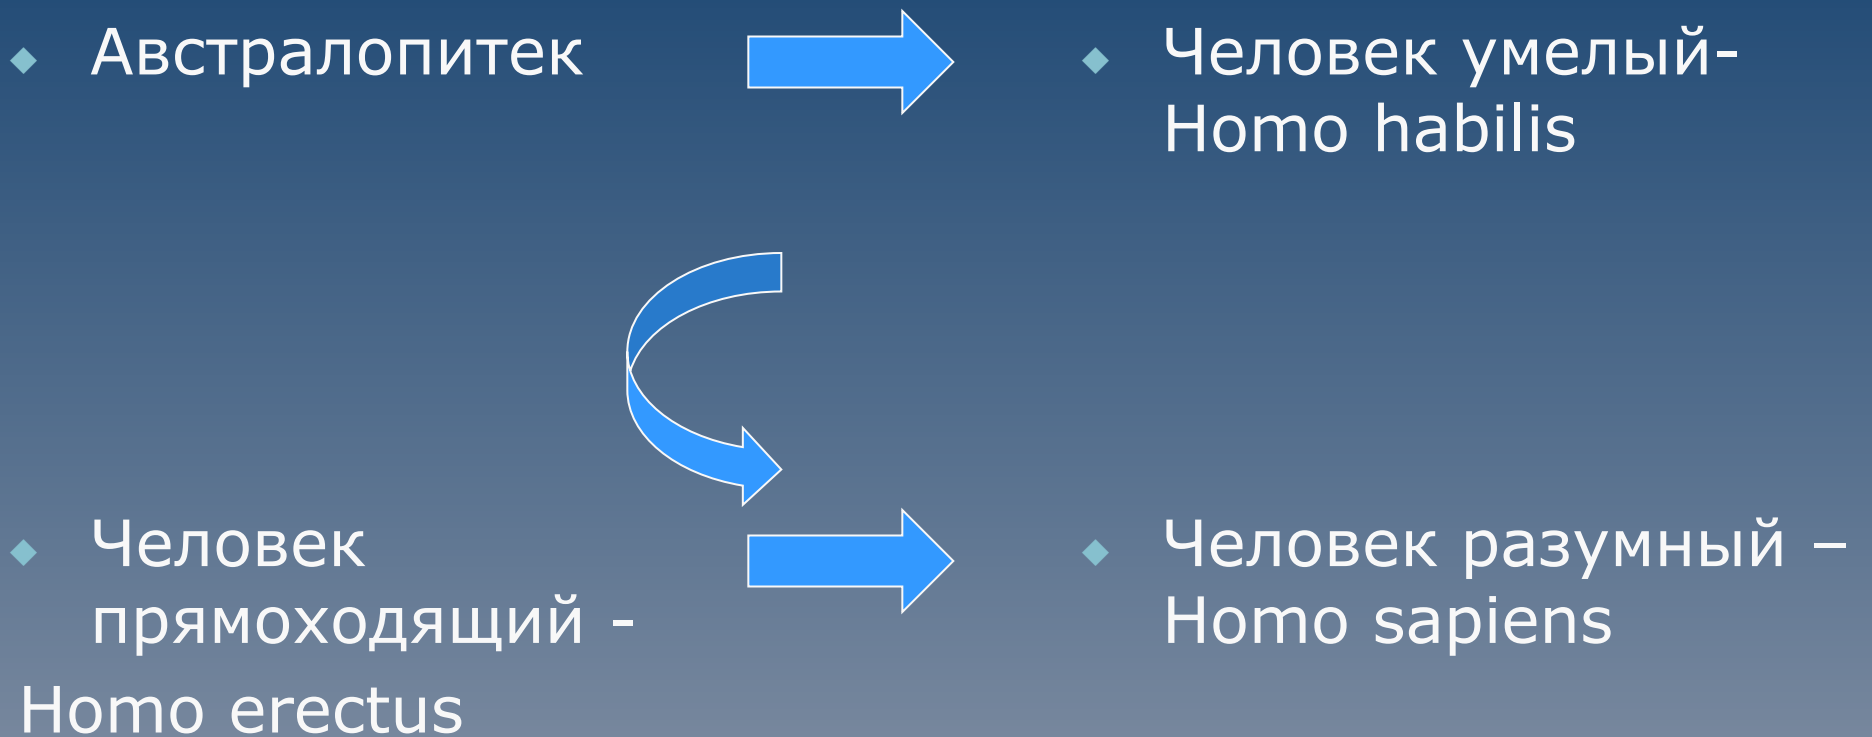 Австралопитек
Человек умелый-
Homo habilis
Человек
прямоходящий -
Homo erectus
Человек разумный –
Homo sapiens